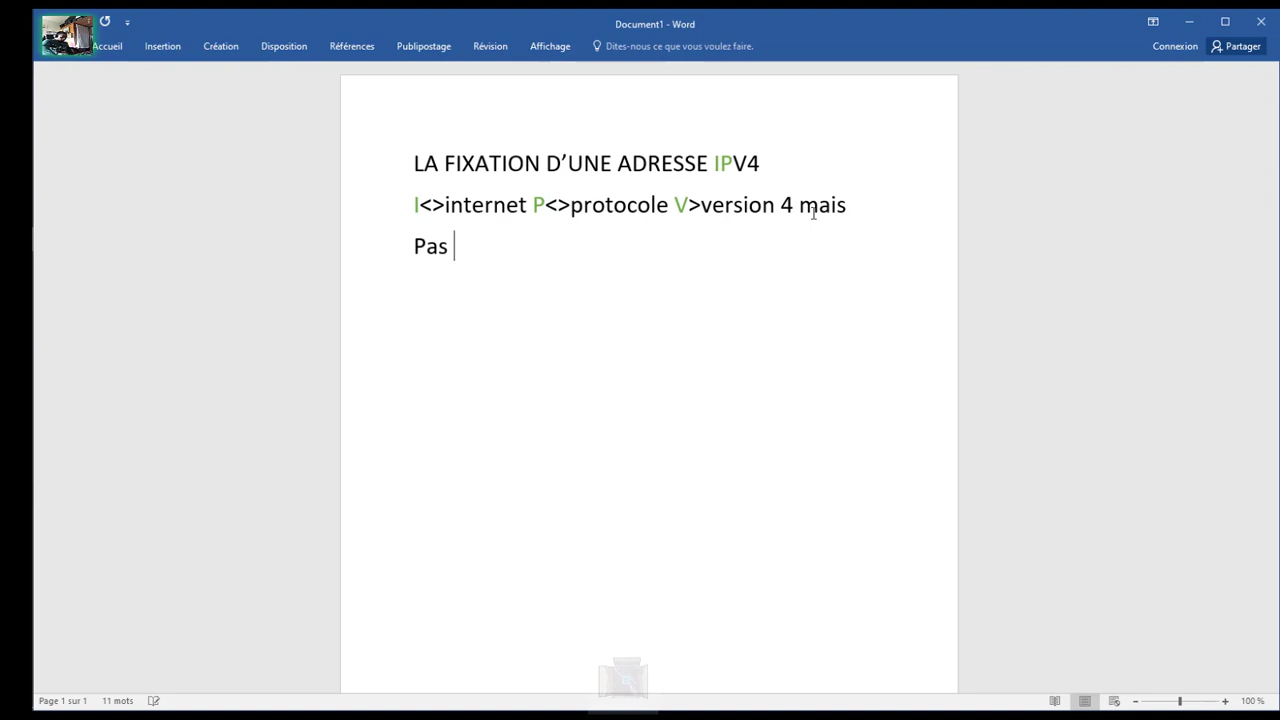 Document1 - Word
ccueil Insertion Création Disposition Références Publipostage Révision Affichage Dites-nous ce que vous voulez faire. Connexion Partager
LA FIXATION D’UNE ADRESSE IPV4
I<>internet P<>protocole V>version 4 mais
Pas
Page 1 sur 1 11 mots 100 %